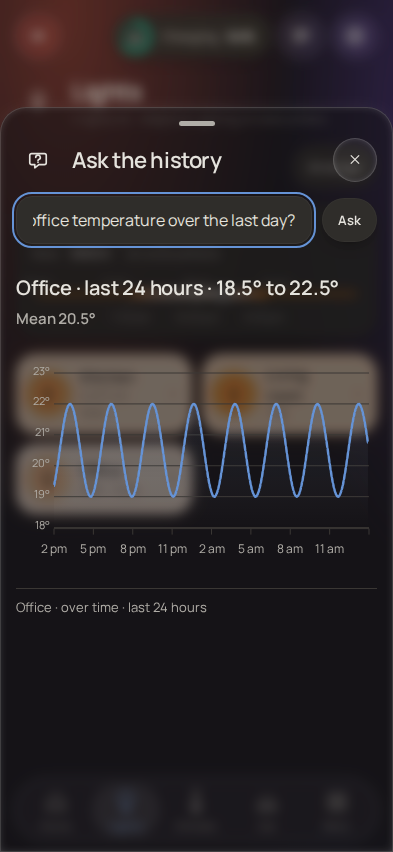 Ask the history
office temperature over the last day?
Ask
Office · last 24 hours · 18.5° to 22.5°
Mean 20.5°
23°
22°
21°
20°
19°
18°
2 pm 5 pm 8 pm 11 pm 2 am 5 am 8 am 11 am
Office · over time · last 24 hours